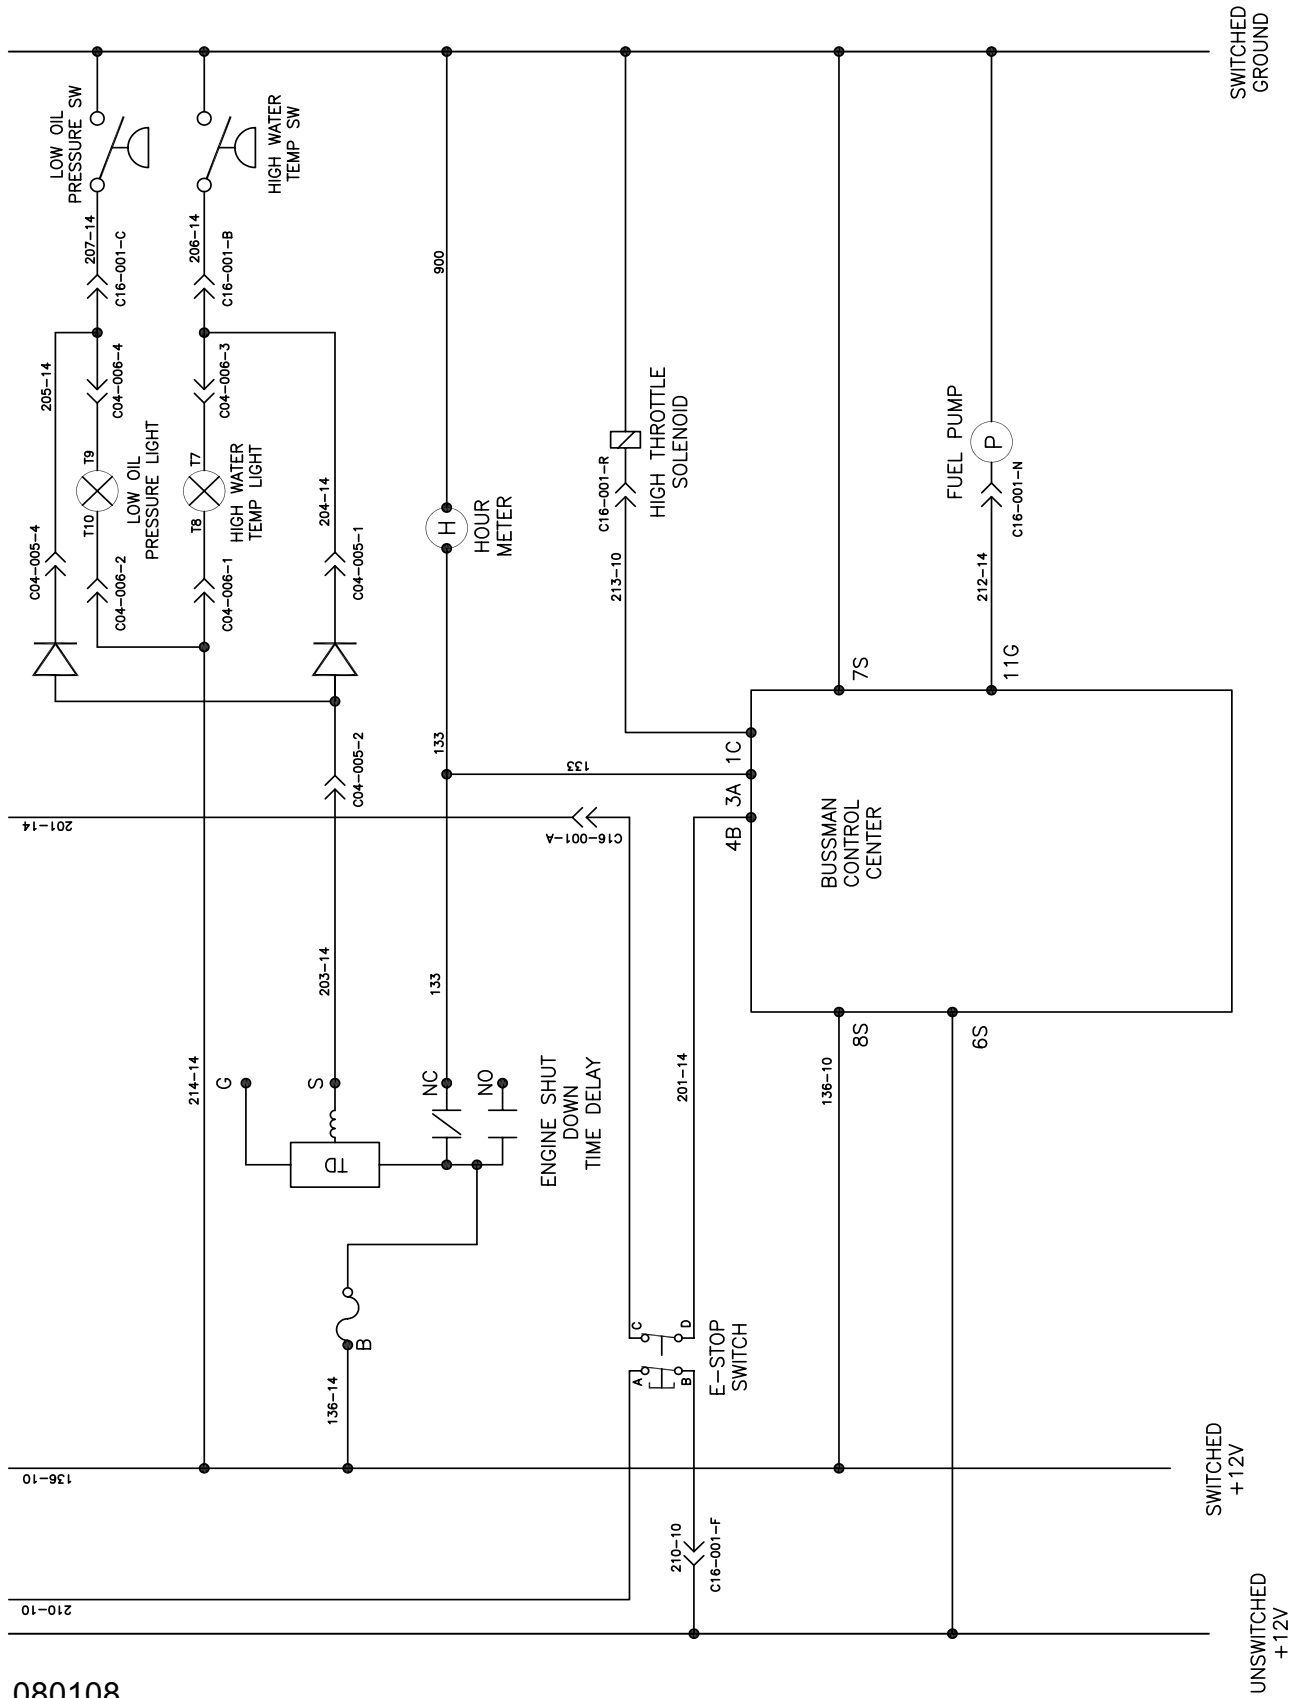 SWITCHED
GROUND
LOW OIL
PRESSURE SW
HIGH WATER
TEMP SW
207-14
C16-001-C
206-14
C16-001-B
900
205-14
C04-006-4
C04-006-3
T9
T10
LOW OIL
PRESSURE LIGHT
T7
T8
HIGH WATER
TEMP LIGHT
204-14
C04-005-4
C04-006-2
C04-006-1
C04-005-1
H
HOUR
METER
C16-001-R
HIGH THROTTLE
SOLENOID
213-10
FUEL PUMP
P
C16-001-N
212-14
7S
11G
133
133
1C
3A
4B
C04-005-2
201-14
C16-001-A
BUSSMAN
CONTROL
CENTER
203-14
133
214-14
G
S
NC
NO
TD
ENGINE SHUT
DOWN
TIME DELAY
201-14
136-10
8S
6S
B
136-14
C
D
A
B
E-STOP
SWITCH
136-10
SWITCHED
+12V
210-10
C16-001-F
210-10
UNSWITCHED
+12V
080108